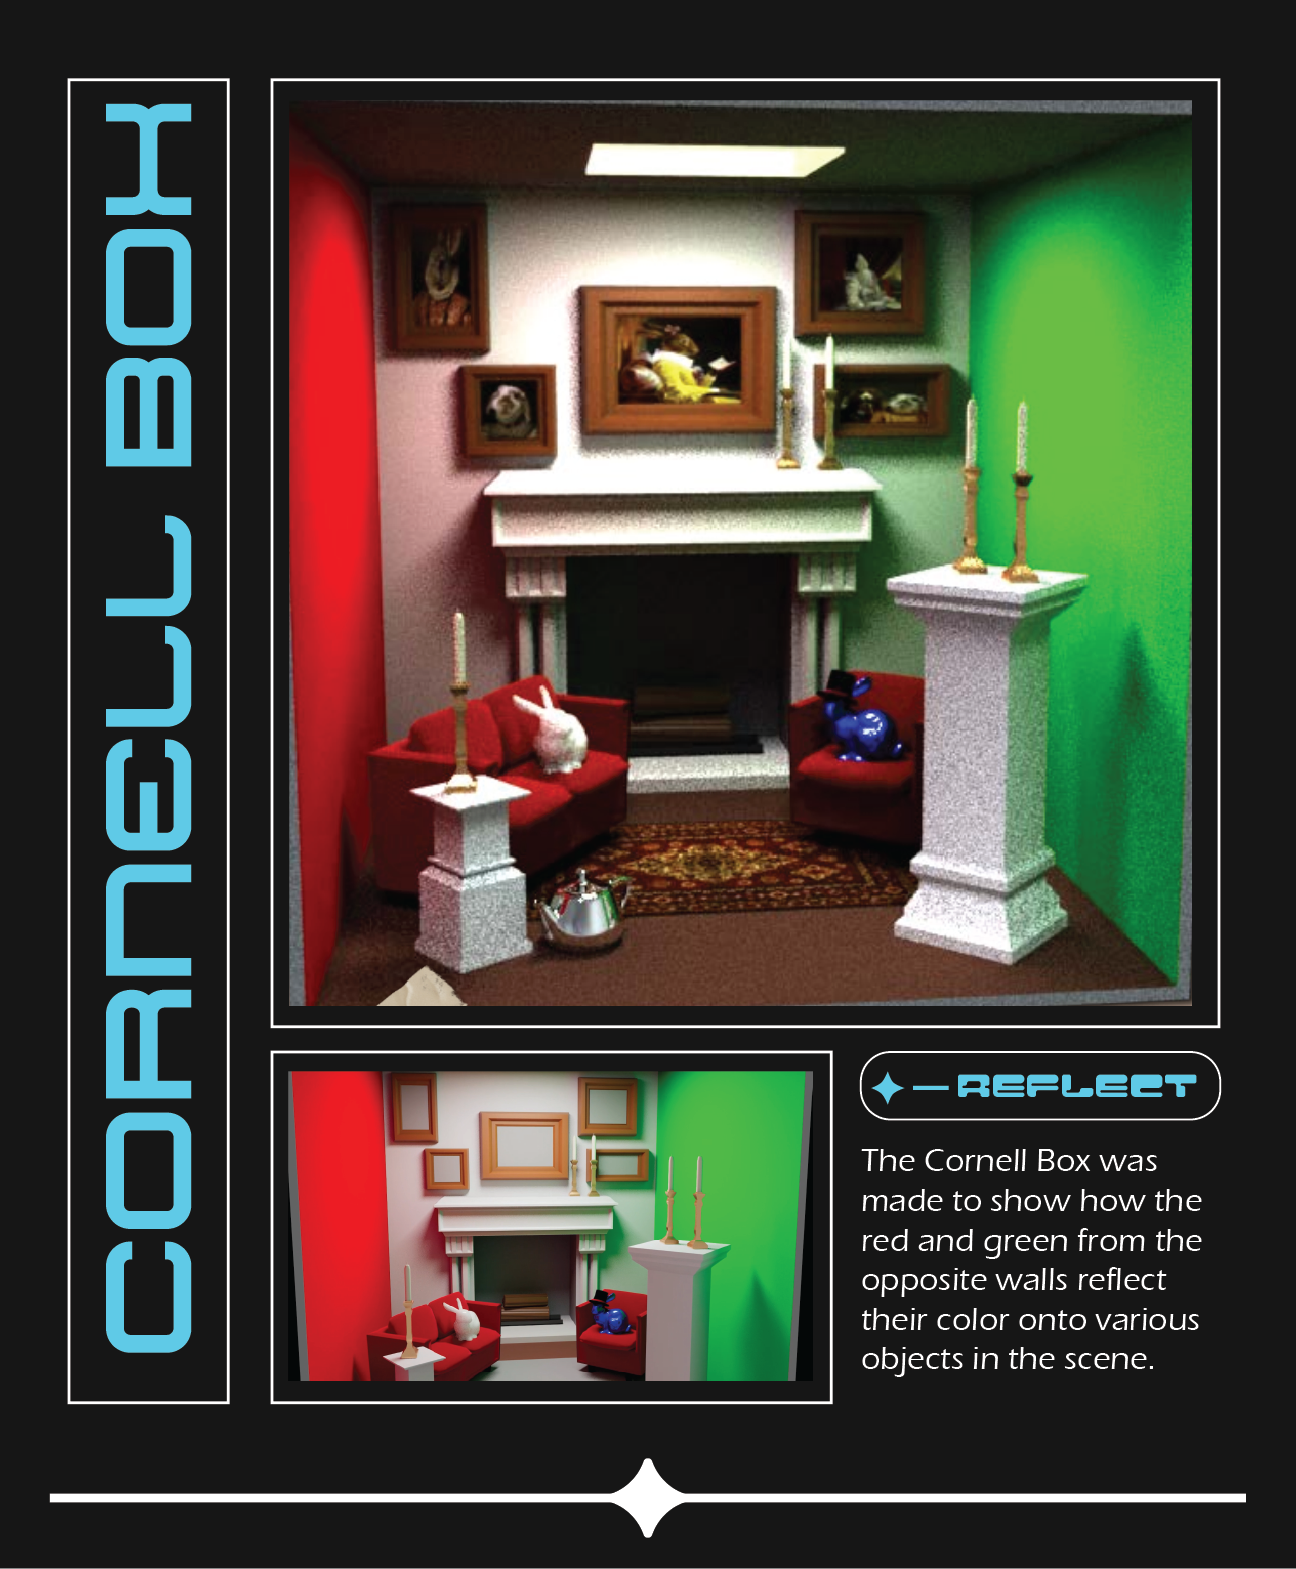 CORNELL BOX
REFLECT
The Cornell Box was
made to show how the
red and green from the
opposite walls reflect
their color onto various
objects in the scene.